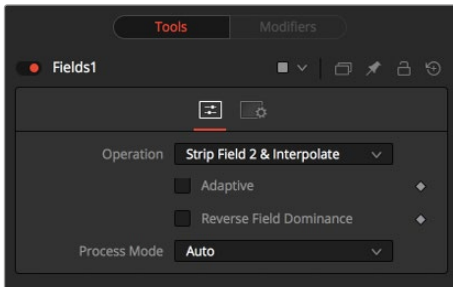 Tools Modifiers
Fields1
Operation Strip Field 2 & Interpolate
Adaptive
Reverse Field Dominance
Process Mode Auto